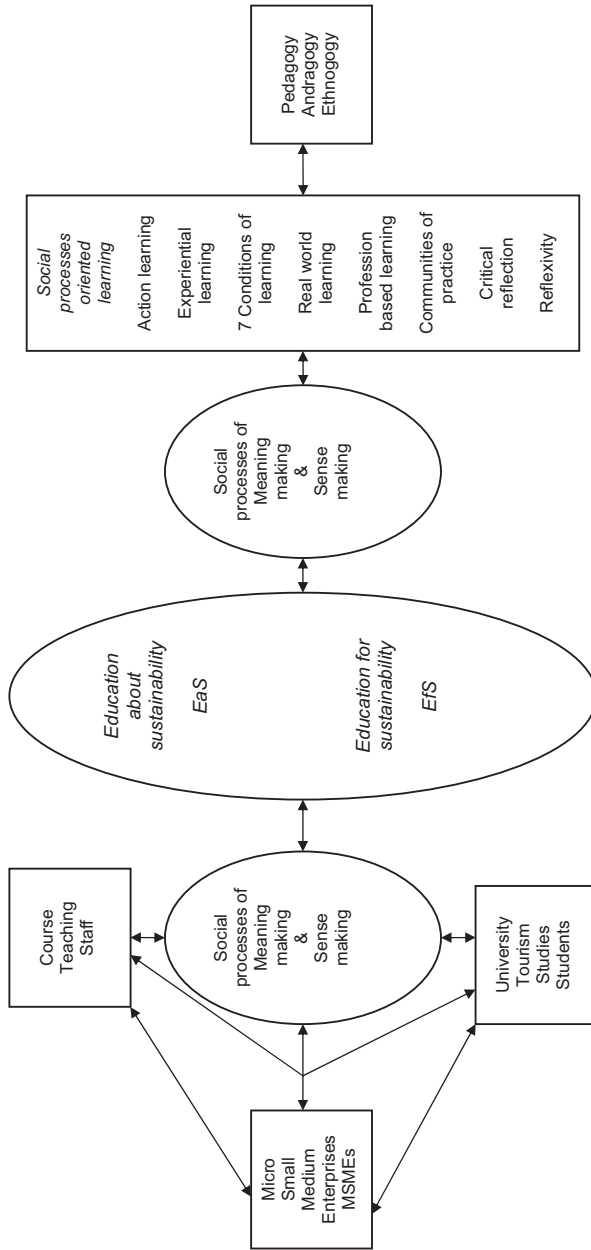 Micro
Small
Medium
Enterprises
MSMEs
Course
Teaching
Staff
Social
processes of
Meaning
making
&
Sense
making
University
Tourism
Studies
Students
Education
about
sustainability
EaS
Education for
sustainability
EfS
Social
processes of
Meaning
making
&
Sense
making
Social
processes
oriented
learning
Action learning
Experiential
learning
7 Conditions of
learning
Real world
learning
Profession
based learning
Communities of
practice
Critical
reflection
Reflexivity
Pedagogy
Andragogy
Ethnogogy